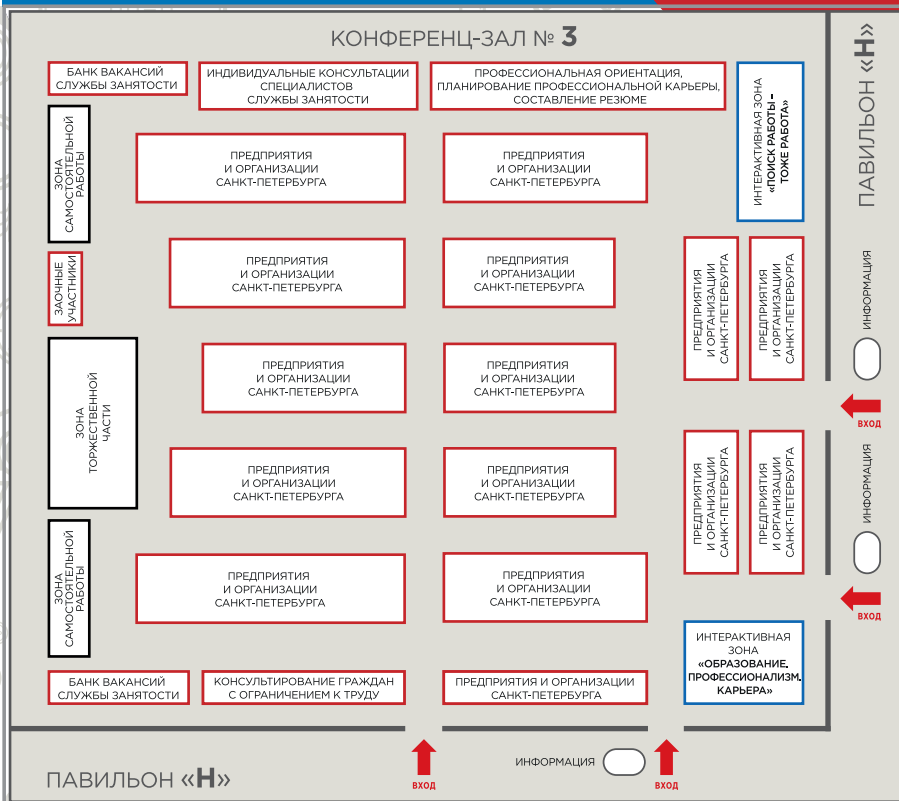 КОНФЕРЕНЦ-ЗАЛ № 3
БАНК ВАКАНСИЙ
СЛУЖБЫ ЗАНЯТОСТИ
ИНДИВИДУАЛЬНЫЕ КОНСУЛЬТАЦИИ
СПЕЦИАЛИСТОВ
СЛУЖБЫ ЗАНЯТОСТИ
ПРОФЕССИОНАЛЬНАЯ ОРИЕНТАЦИЯ,
ПЛАНИРОВАНИЕ ПРОФЕССИОНАЛЬНОЙ КАРЬЕРЫ,
СОСТАВЛЕНИЕ РЕЗЮМЕ
ИНТЕРАКТИВНАЯ ЗОНА
«ПОИСК РАБОТЫ –
ТОЖЕ РАБОТА»
ПАВИЛЬОН «Н»
ЗОНА
САМОСТОЯТЕЛЬНОЙ
РАБОТЫ
ПРЕДПРИЯТИЯ
И ОРГАНИЗАЦИИ
САНКТ-ПЕТЕРБУРГА
ПРЕДПРИЯТИЯ
И ОРГАНИЗАЦИИ
САНКТ-ПЕТЕРБУРГА
ЗАОЧНЫЕ
УЧАСТНИКИ
ПРЕДПРИЯТИЯ
И ОРГАНИЗАЦИИ
САНКТ-ПЕТЕРБУРГА
ПРЕДПРИЯТИЯ
И ОРГАНИЗАЦИИ
САНКТ-ПЕТЕРБУРГА
ПРЕДПРИЯТИЯ
И ОРГАНИЗАЦИИ
САНКТ-ПЕТЕРБУРГА
ПРЕДПРИЯТИЯ
И ОРГАНИЗАЦИИ
САНКТ-ПЕТЕРБУРГА
ИНФОРМАЦИЯ
ВХОД
ЗОНА
ТОРЖЕСТВЕННОЙ
ЧАСТИ
ПРЕДПРИЯТИЯ
И ОРГАНИЗАЦИИ
САНКТ-ПЕТЕРБУРГА
ПРЕДПРИЯТИЯ
И ОРГАНИЗАЦИИ
САНКТ-ПЕТЕРБУРГА
ПРЕДПРИЯТИЯ
И ОРГАНИЗАЦИИ
САНКТ-ПЕТЕРБУРГА
ПРЕДПРИЯТИЯ
И ОРГАНИЗАЦИИ
САНКТ-ПЕТЕРБУРГА
ПРЕДПРИЯТИЯ
И ОРГАНИЗАЦИИ
САНКТ-ПЕТЕРБУРГА
ПРЕДПРИЯТИЯ
И ОРГАНИЗАЦИИ
САНКТ-ПЕТЕРБУРГА
ИНФОРМАЦИЯ
ВХОД
ЗОНА
САМОСТОЯТЕЛЬНОЙ
РАБОТЫ
ПРЕДПРИЯТИЯ
И ОРГАНИЗАЦИИ
САНКТ-ПЕТЕРБУРГА
ПРЕДПРИЯТИЯ
И ОРГАНИЗАЦИИ
САНКТ-ПЕТЕРБУРГА
БАНК ВАКАНСИЙ
СЛУЖБЫ ЗАНЯТОСТИ
КОНСУЛЬТИРОВАНИЕ ГРАЖДАН
С ОГРАНИЧЕНИЕМ К ТРУДУ
ПРЕДПРИЯТИЯ И ОРГАНИЗАЦИИ
САНКТ-ПЕТЕРБУРГА
ИНТЕРАКТИВНАЯ
ЗОНА
«ОБРАЗОВАНИЕ.
ПРОФЕССИОНАЛИЗМ.
КАРЬЕРА»
ПАВИЛЬОН «Н»
ВХОД
ИНФОРМАЦИЯ
ВХОД